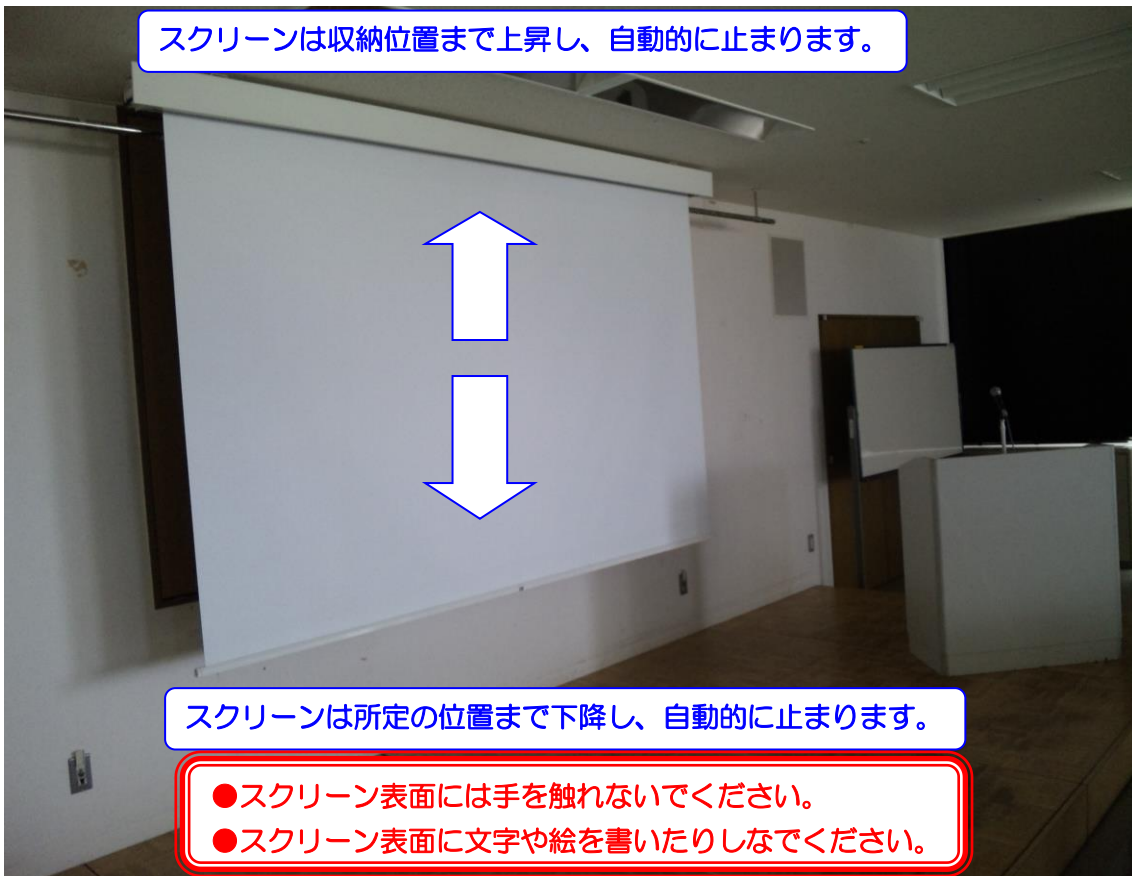 スクリーンは収納位置まで上昇し、自動的に止まります。
スクリーンは所定の位置まで下降し、自動的に止まります。
●スクリーン表面には手を触れないでください。
●スクリーン表面に文字や絵を書いたりしなでください。